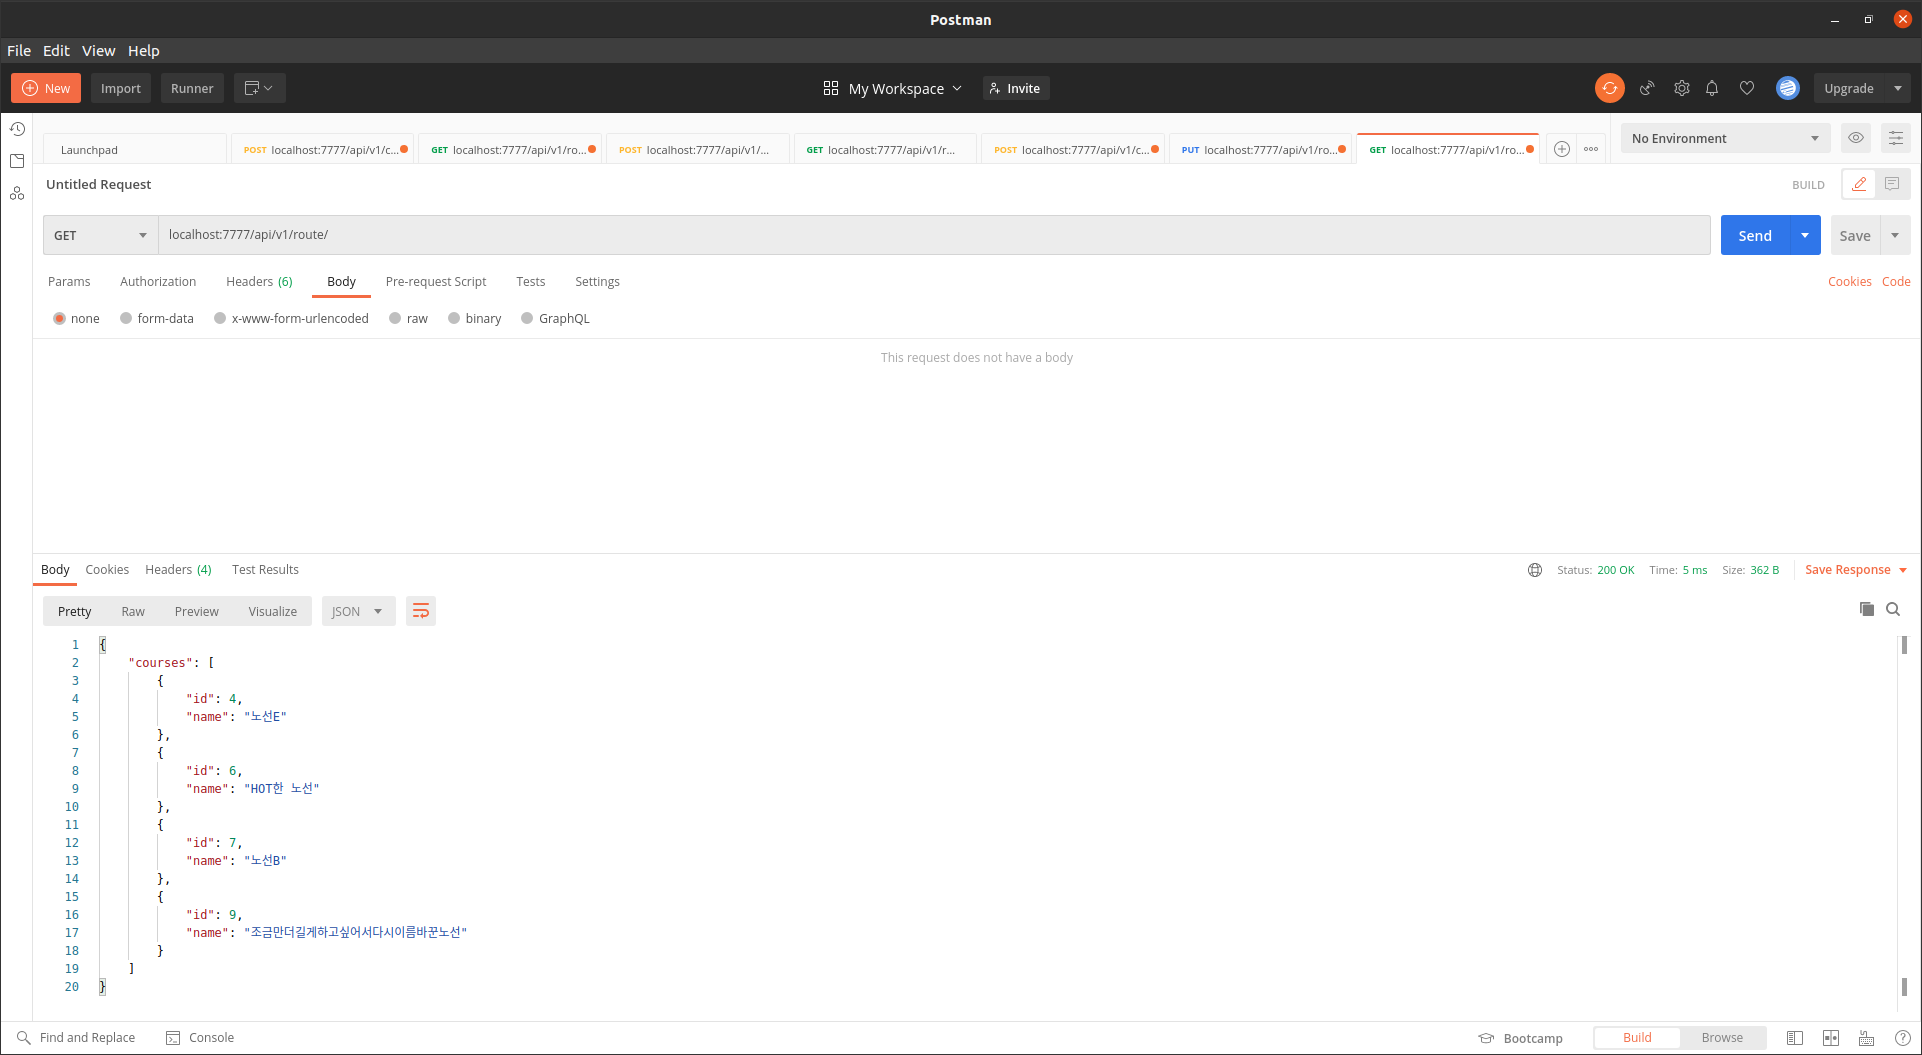 Postman
File Edit View Help
New Import Runner My Workspace Invite Upgrade
Launchpad POST localhost:7777/api/v1/c... GET localhost:7777/api/v1/ro... POST localhost:7777/api/v1/... GET localhost:7777/api/v1/r... POST localhost:7777/api/v1/c... PUT localhost:7777/api/v1/ro... GET localhost:7777/api/v1/ro... No Environment
Untitled Request BUILD
GET localhost:7777/api/v1/route/ Send Save
Params Authorization Headers (6) Body Pre-request Script Tests Settings Cookies Code
none form-data x-www-form-urlencoded raw binary GraphQL
This request does not have a body
Body Cookies Headers (4) Test Results Status: 200 OK Time: 5 ms Size: 362 B Save Response
Pretty Raw Preview Visualize JSON
1 {
2 "courses": [
3 {
4 "id": 4,
5 "name": "노선E"
6 },
7 {
8 "id": 6,
9 "name": "HOT한 노선"
10 },
11 {
12 "id": 7,
13 "name": "노선B"
14 },
15 {
16 "id": 9,
17 "name": "조금만더길게하고싶어서다시이름바꾼노선"
18 }
19 ]
20 }
Find and Replace Console Bootcamp Build Browse